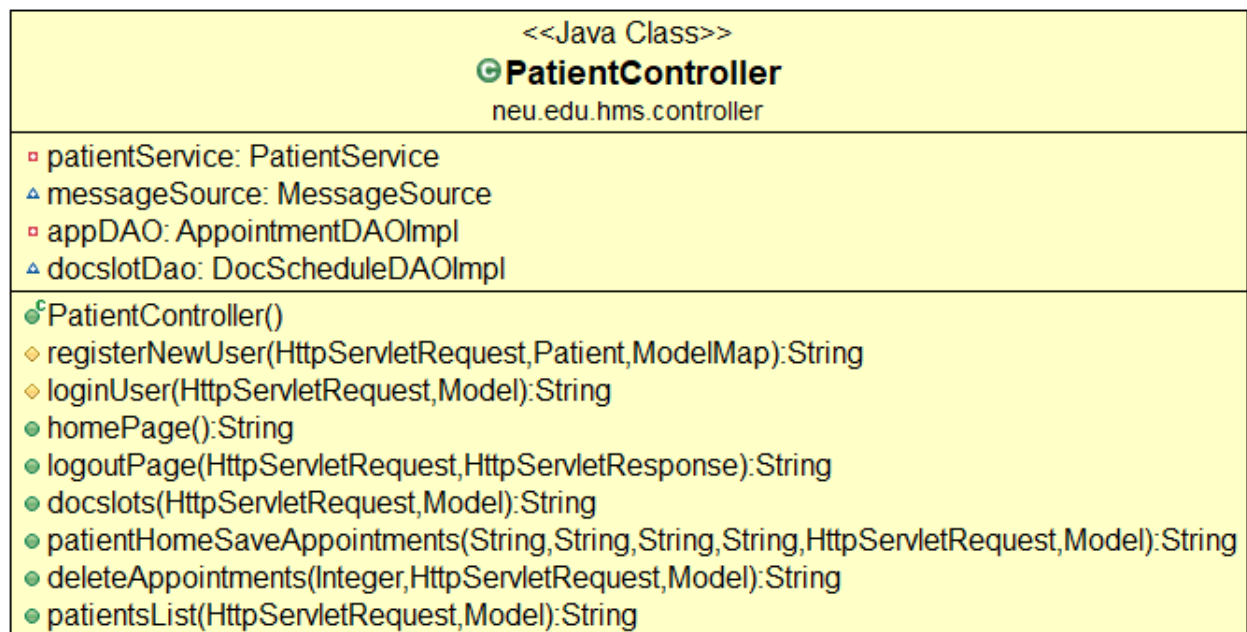 <<Java Class>>
PatientController
neu.edu.hms.controller
patientService: PatientService
messageSource: MessageSource
appDAO: AppointmentDAOImpl
docslotDao: DocScheduleDAOImpl
PatientController()
registerNewUser(HttpServletRequest,Patient,ModelMap):String
loginUser(HttpServletRequest,Model):String
homePage():String
logoutPage(HttpServletRequest,HttpServletResponse):String
docslots(HttpServletRequest,Model):String
patientHomeSaveAppointments(String,String,String,String,HttpServletRequest,Model):String
deleteAppointments(Integer,HttpServletRequest,Model):String
patientsList(HttpServletRequest,Model):String